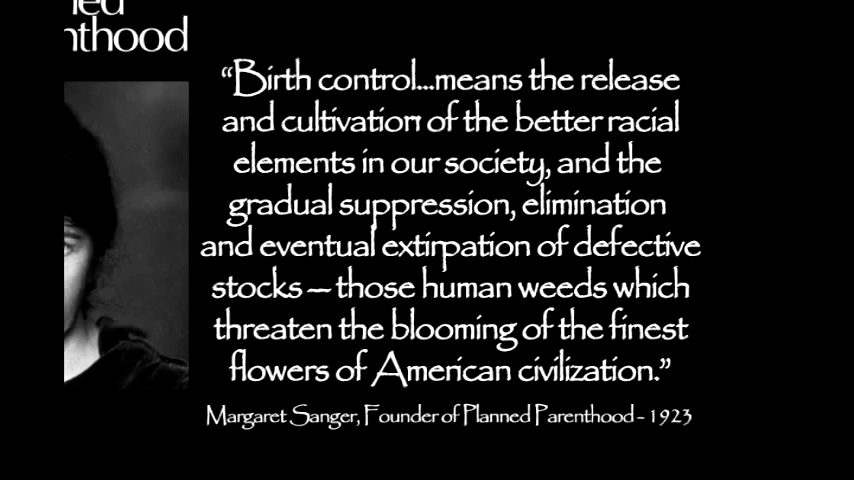 nthood
“Birth control...means the release
and cultivation of the better racial
elements in our society, and the
gradual suppression, elimination
and eventual extirpation of defective
stocks — those human weeds which
threaten the blooming of the finest
flowers of American civilization.”
Margaret Sanger, Founder of Planned Parenthood - 1923